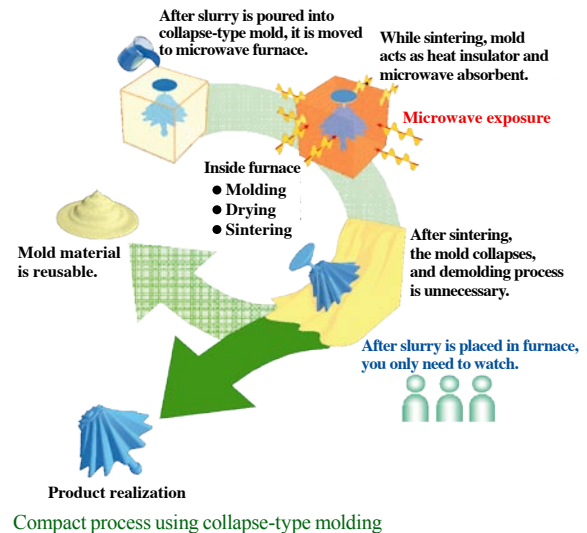 After slurry is poured into
collapse-type mold, it is moved
to microwave furnace.
While sintering, mold
acts as heat insulator and
microwave absorbent.
Microwave exposure
Inside furnace
● Molding
● Drying
● Sintering
Mold material
is reusable.
After sintering,
the mold collapses,
and demolding process
is unnecessary.
After slurry is placed in furnace,
you only need to watch.
Product realization
Compact process using collapse-type molding